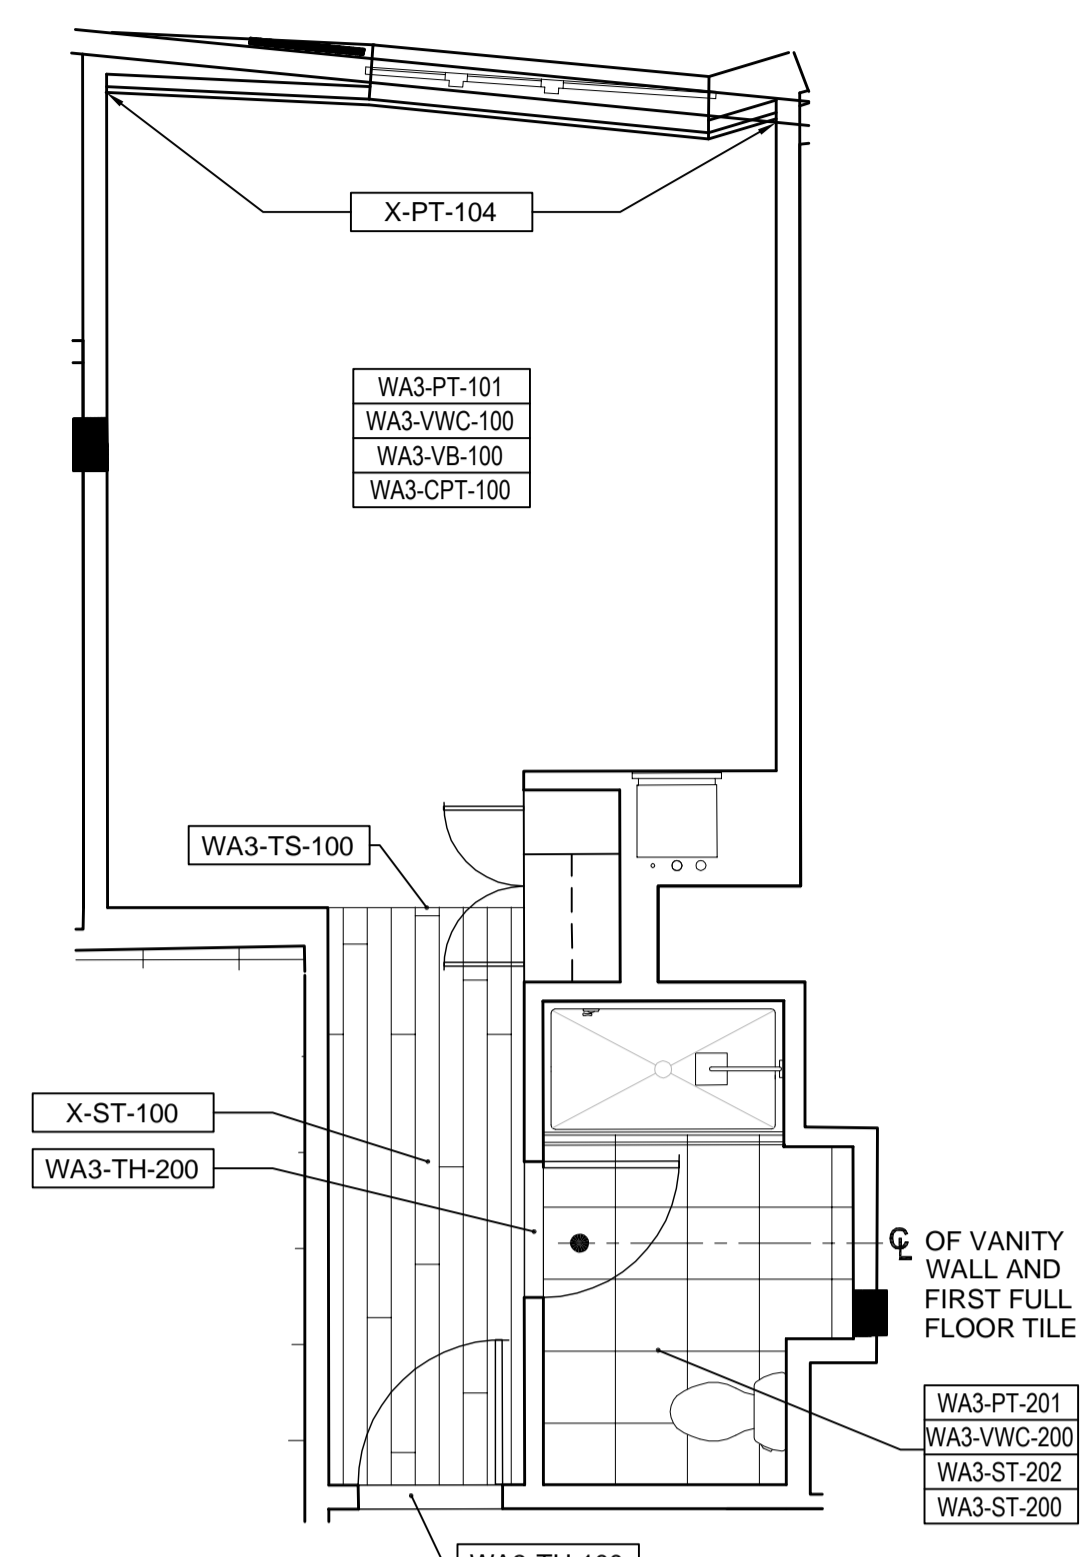 X-PT-104
WA3-PT-101
WA3-VWC-100
WA3-VB-100
WA3-CPT-100
WA3-TS-100
X-ST-100
WA3-TH-200
℄ OF VANITY
WALL AND
FIRST FULL
FLOOR TILE
WA3-PT-201
WA3-VWC-200
WA3-ST-202
WA3-ST-200